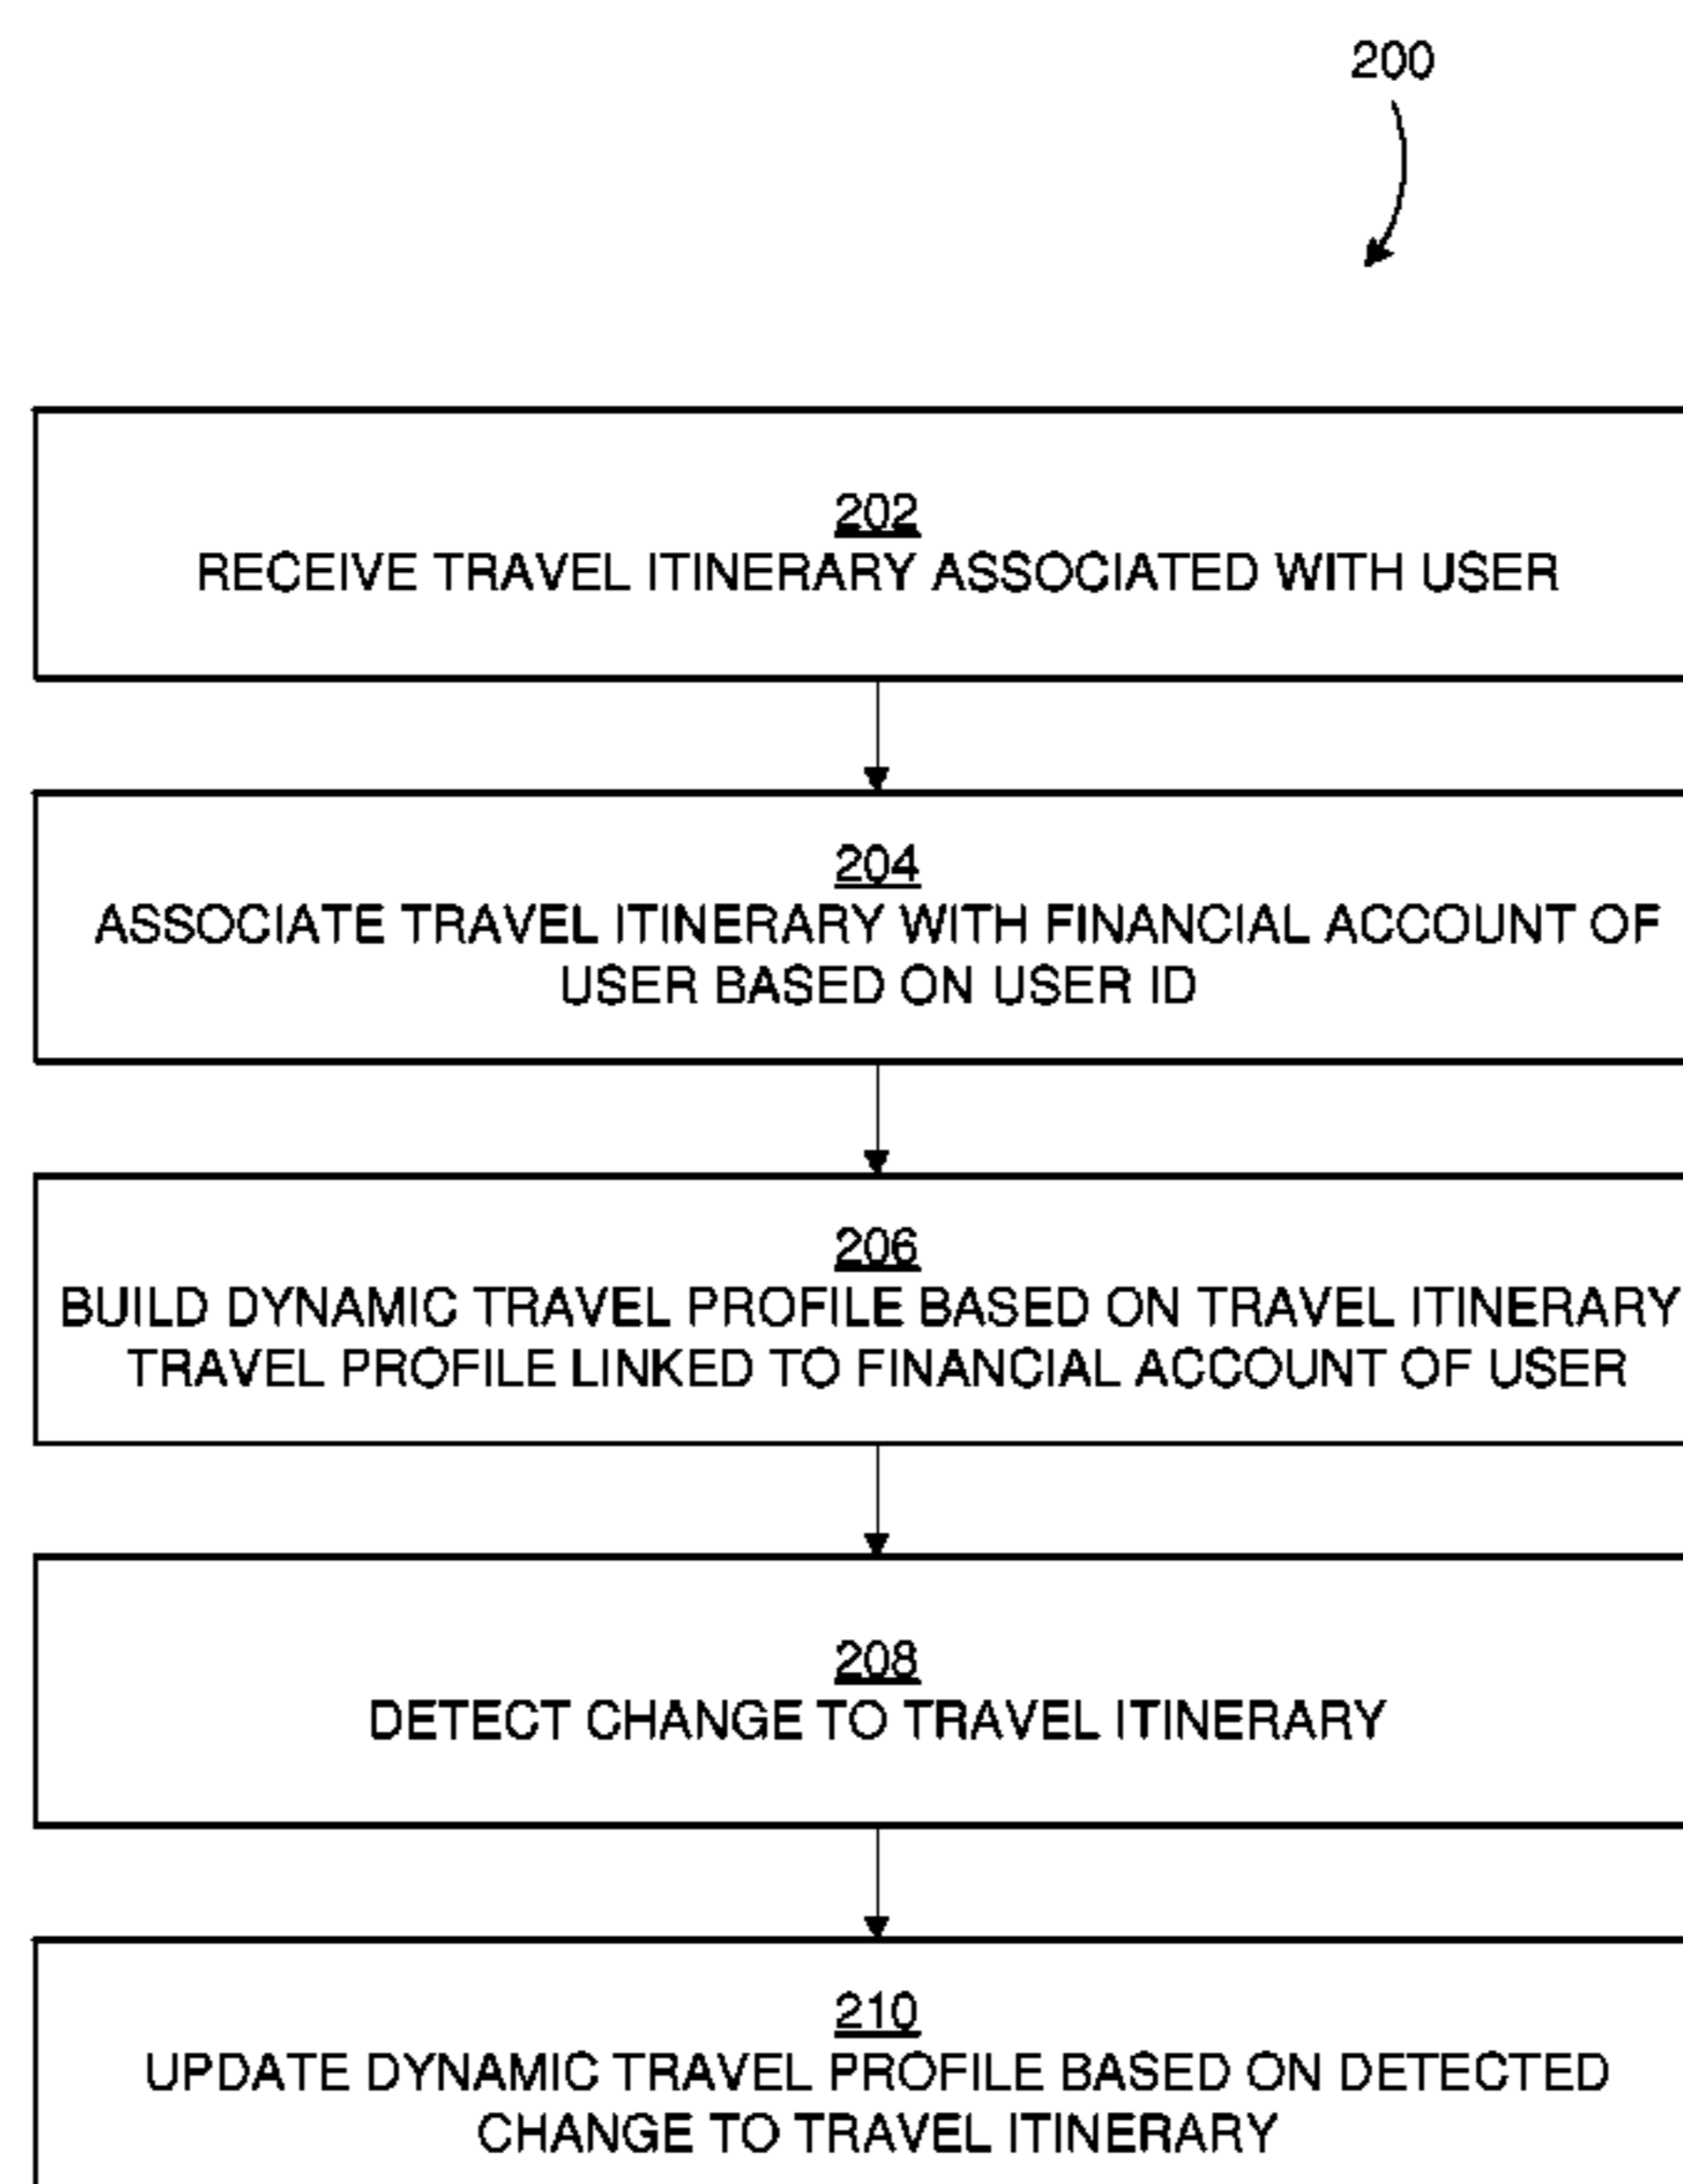 200
202
RECEIVE TRAVEL ITINERARY ASSOCIATED WITH USER
204
ASSOCIATE TRAVEL ITINERARY WITH FINANCIAL ACCOUNT OF
USER BASED ON USER ID
206
BUILD DYNAMIC TRAVEL PROFILE BASED ON TRAVEL ITINERARY
TRAVEL PROFILE LINKED TO FINANCIAL ACCOUNT OF USER
208
DETECT CHANGE TO TRAVEL ITINERARY
210
UPDATE DYNAMIC TRAVEL PROFILE BASED ON DETECTED
CHANGE TO TRAVEL ITINERARY